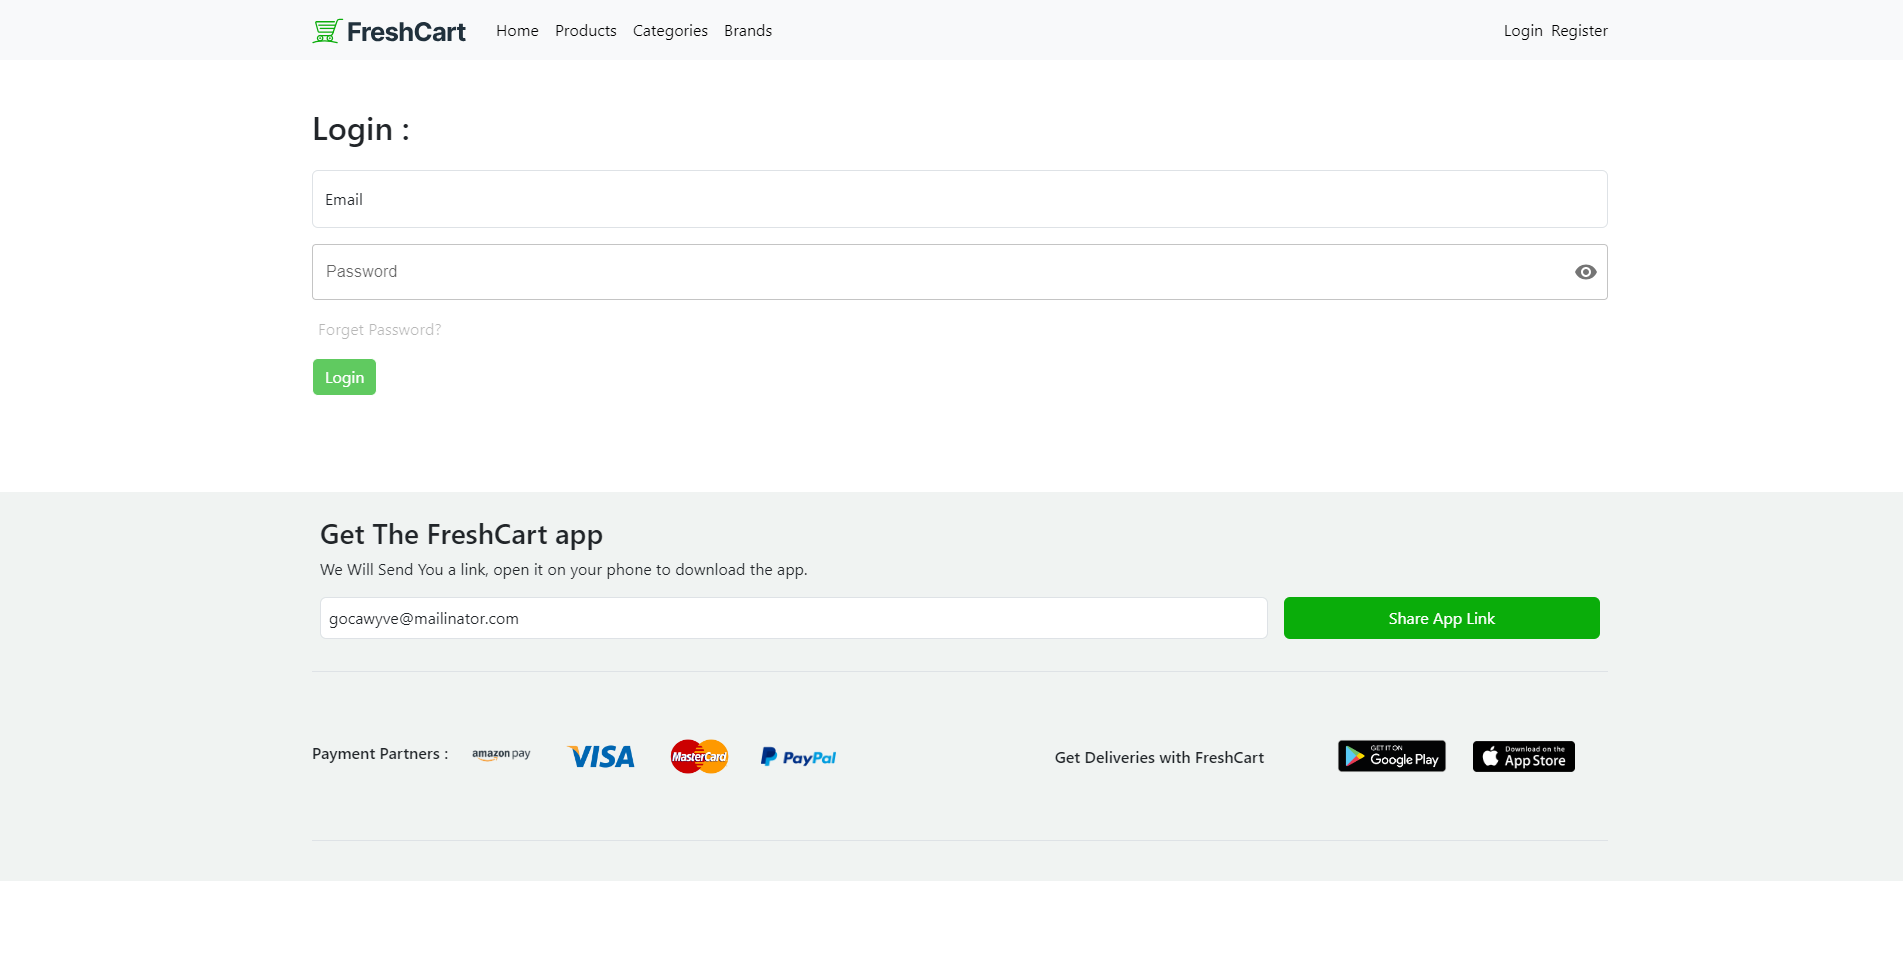 FreshCart Home Products Categories Brands Login Register
Login :
Email
Password
Forget Password?
Login
Get The FreshCart app
We Will Send You a link, open it on your phone to download the app.
gocawyve@mailinator.com Share App Link
Payment Partners : amazon pay VISA MasterCard PayPal Get Deliveries with FreshCart GET IT ON Google Play Download on the App Store